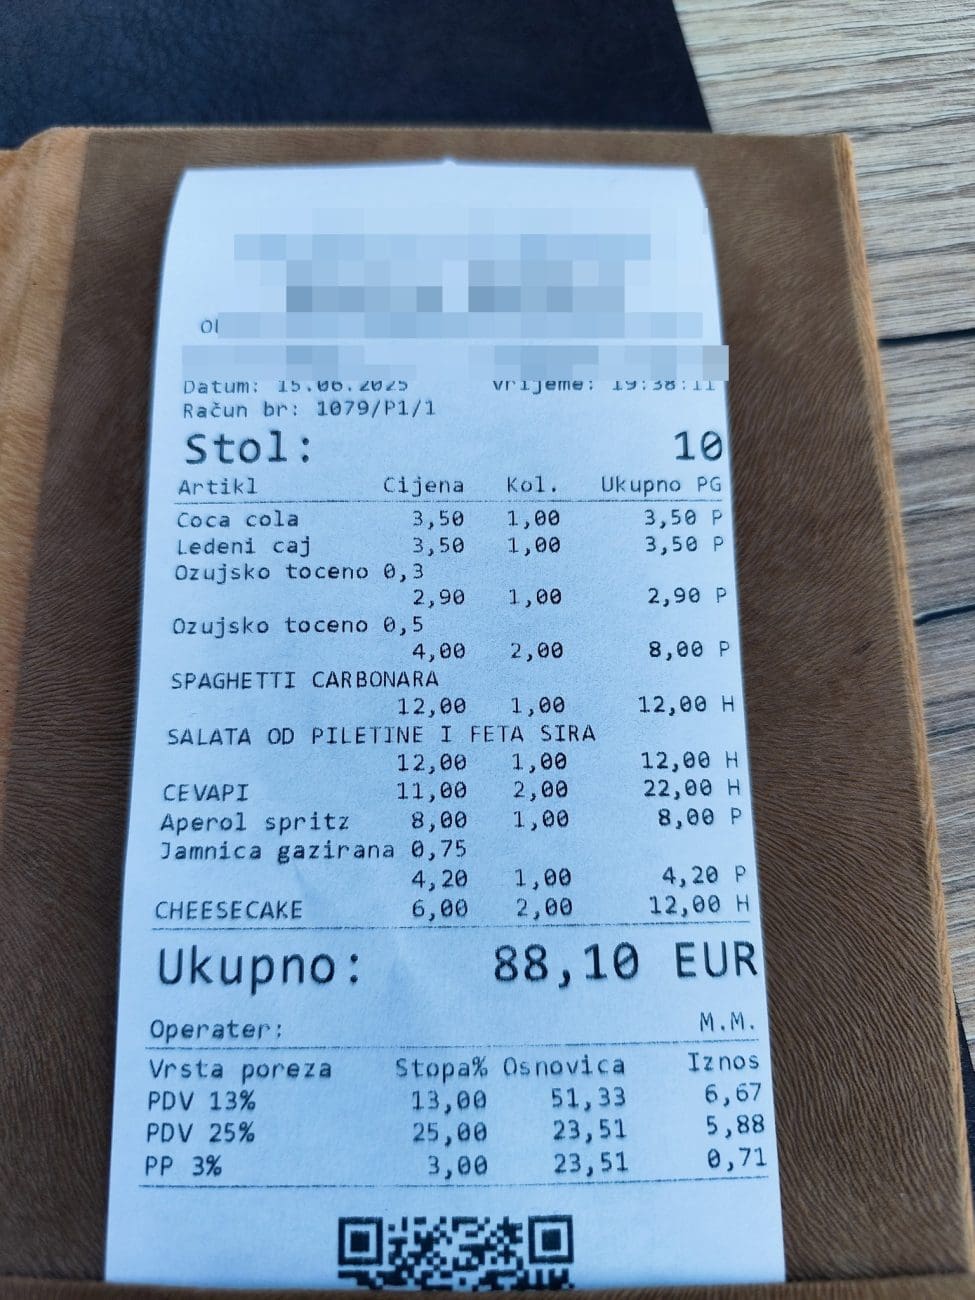 Datum: 15.06.2025 Vrijeme: 19:38:11
Račun br: 1079/P1/1
Stol: 10
Artikl Cijena Kol. Ukupno PG
Coca cola 3,50 1,00 3,50 P
Ledeni caj 3,50 1,00 3,50 P
Ozujsko toceno 0,3
2,90 1,00 2,90 P
Ozujsko toceno 0,5
4,00 2,00 8,00 P
SPAGHETTI CARBONARA
12,00 1,00 12,00 H
SALATA OD PILETINE I FETA SIRA
12,00 1,00 12,00 H
CEVAPI 11,00 2,00 22,00 H
Aperol spritz 8,00 1,00 8,00 P
Jamnica gazirana 0,75
4,20 1,00 4,20 P
CHEESECAKE 6,00 2,00 12,00 H
Ukupno: 88,10 EUR
Operater: M.M.
Vrsta poreza Stopa% Osnovica Iznos
PDV 13% 13,00 51,33 6,67
PDV 25% 25,00 23,51 5,88
PP 3% 3,00 23,51 0,71